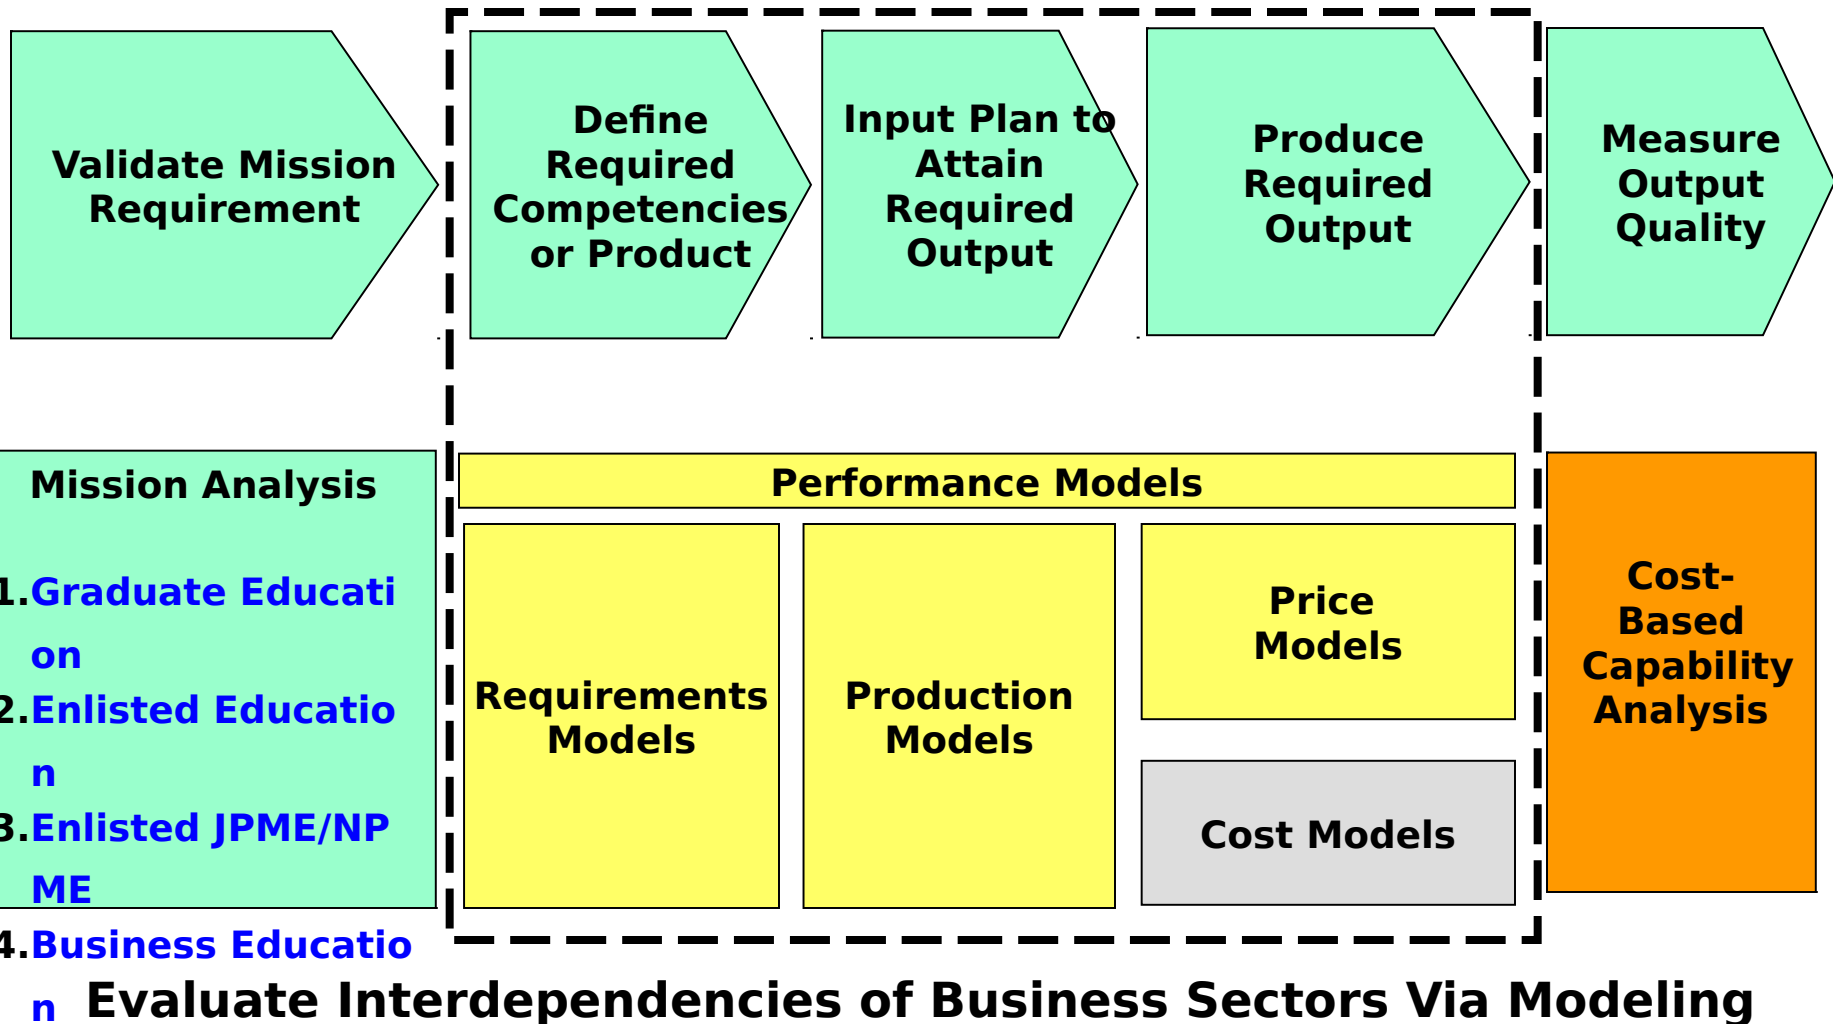 Validate Mission
Requirement
Define
Required
Competencies
or Product
Input Plan to
Attain
Required
Output
Produce
Required
Output
Measure
Output
Quality
Mission Analysis
1.Graduate Educati
on
2.Enlisted Educatio
n
3.Enlisted JPME/NP
ME
4.Business Educatio
n
Performance Models
Requirements
Models
Production
Models
Price
Models
Cost Models
Cost-
Based
Capability
Analysis
Evaluate Interdependencies of Business Sectors Via Modeling